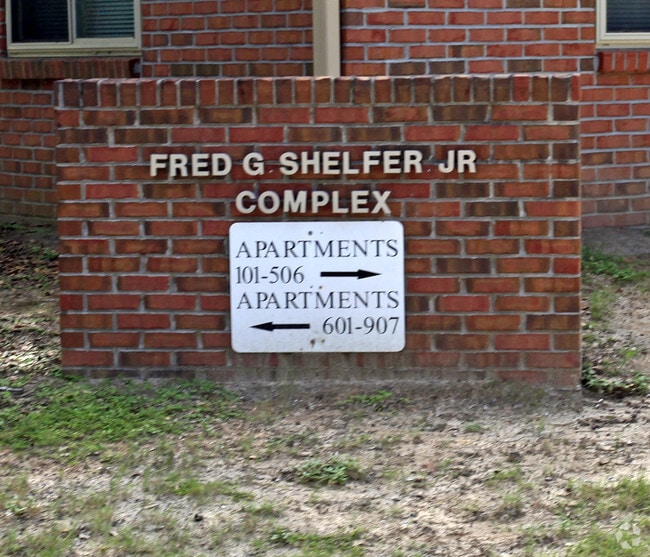 FRED G. SHELFER JR
COMPLEX
APARTMENTS
101-506
APARTMENTS
601-907